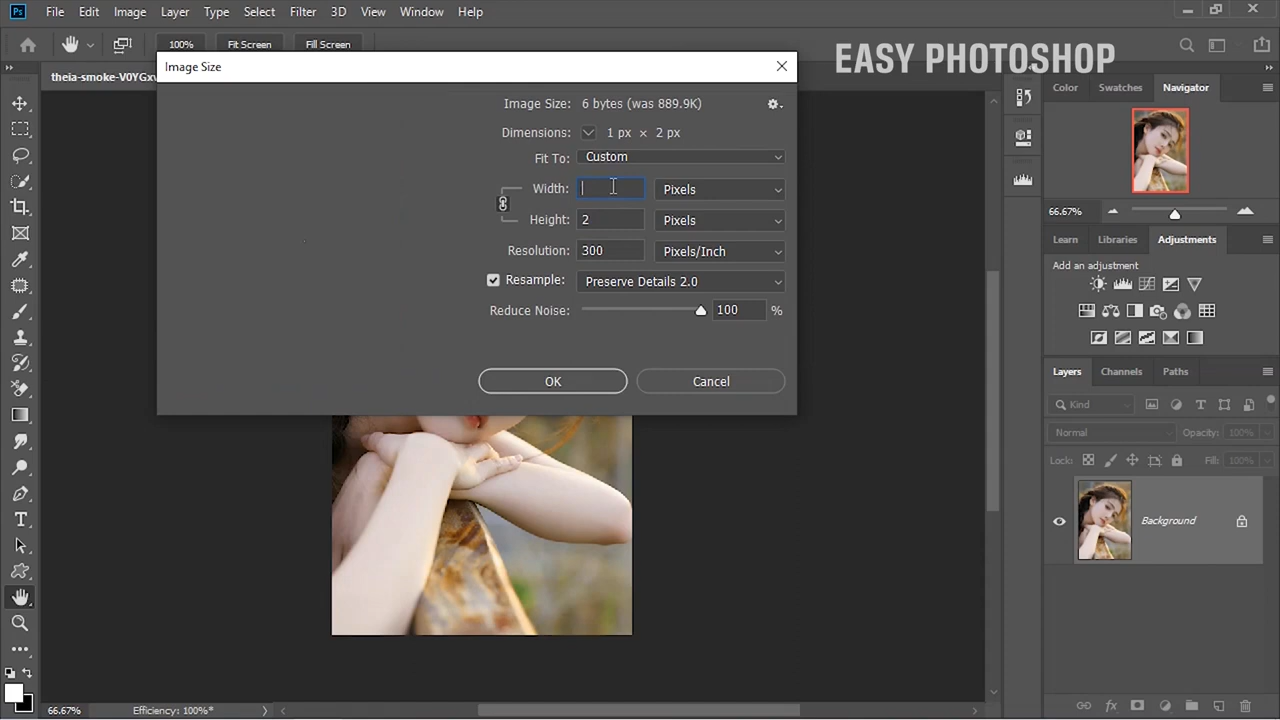 Ps File Edit Image Layer Type Select Filter 3D View Window Help
100% Fit Screen Fill Screen
EASY PHOTOSHOP
theia-smoke-V0YGxv
Image Size
Image Size: 6 bytes (was 889.9K)
Dimensions: 1 px × 2 px
Fit To: Custom
Width: Pixels
Height: 2 Pixels
Resolution: 300 Pixels/Inch
Resample: Preserve Details 2.0
Reduce Noise: 100 %
OK Cancel
Color Swatches Navigator
66.67%
Learn Libraries Adjustments
Add an adjustment
Layers Channels Paths
Kind
Normal Opacity: 100%
Lock: Fill: 100%
Background
66.67% Efficiency: 100%*